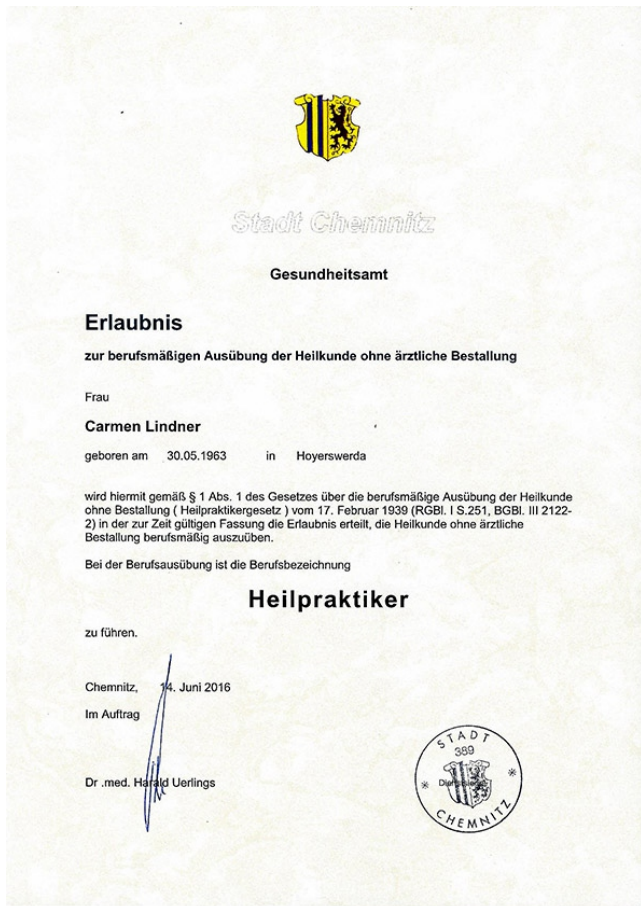 Stadt Chemnitz
Gesundheitsamt
Erlaubnis
zur berufsmäßigen Ausübung der Heilkunde ohne ärztliche Bestallung
Frau
Carmen Lindner
geboren am 30.05.1963 in Hoyerswerda
wird hiermit gemäß § 1 Abs. 1 des Gesetzes über die berufsmäßige Ausübung der Heilkunde
ohne Bestallung ( Heilpraktikergesetz ) vom 17. Februar 1939 (RGBl. I S.251, BGBl. III 2122-
2) in der zur Zeit gültigen Fassung die Erlaubnis erteilt, die Heilkunde ohne ärztliche
Bestallung berufsmäßig auszuüben.
Bei der Berufsausübung ist die Berufsbezeichnung
Heilpraktiker
zu führen.
Chemnitz, 14. Juni 2016
Im Auftrag
Dr .med. Harald Uerlings
STADT
389
CHEMNITZ